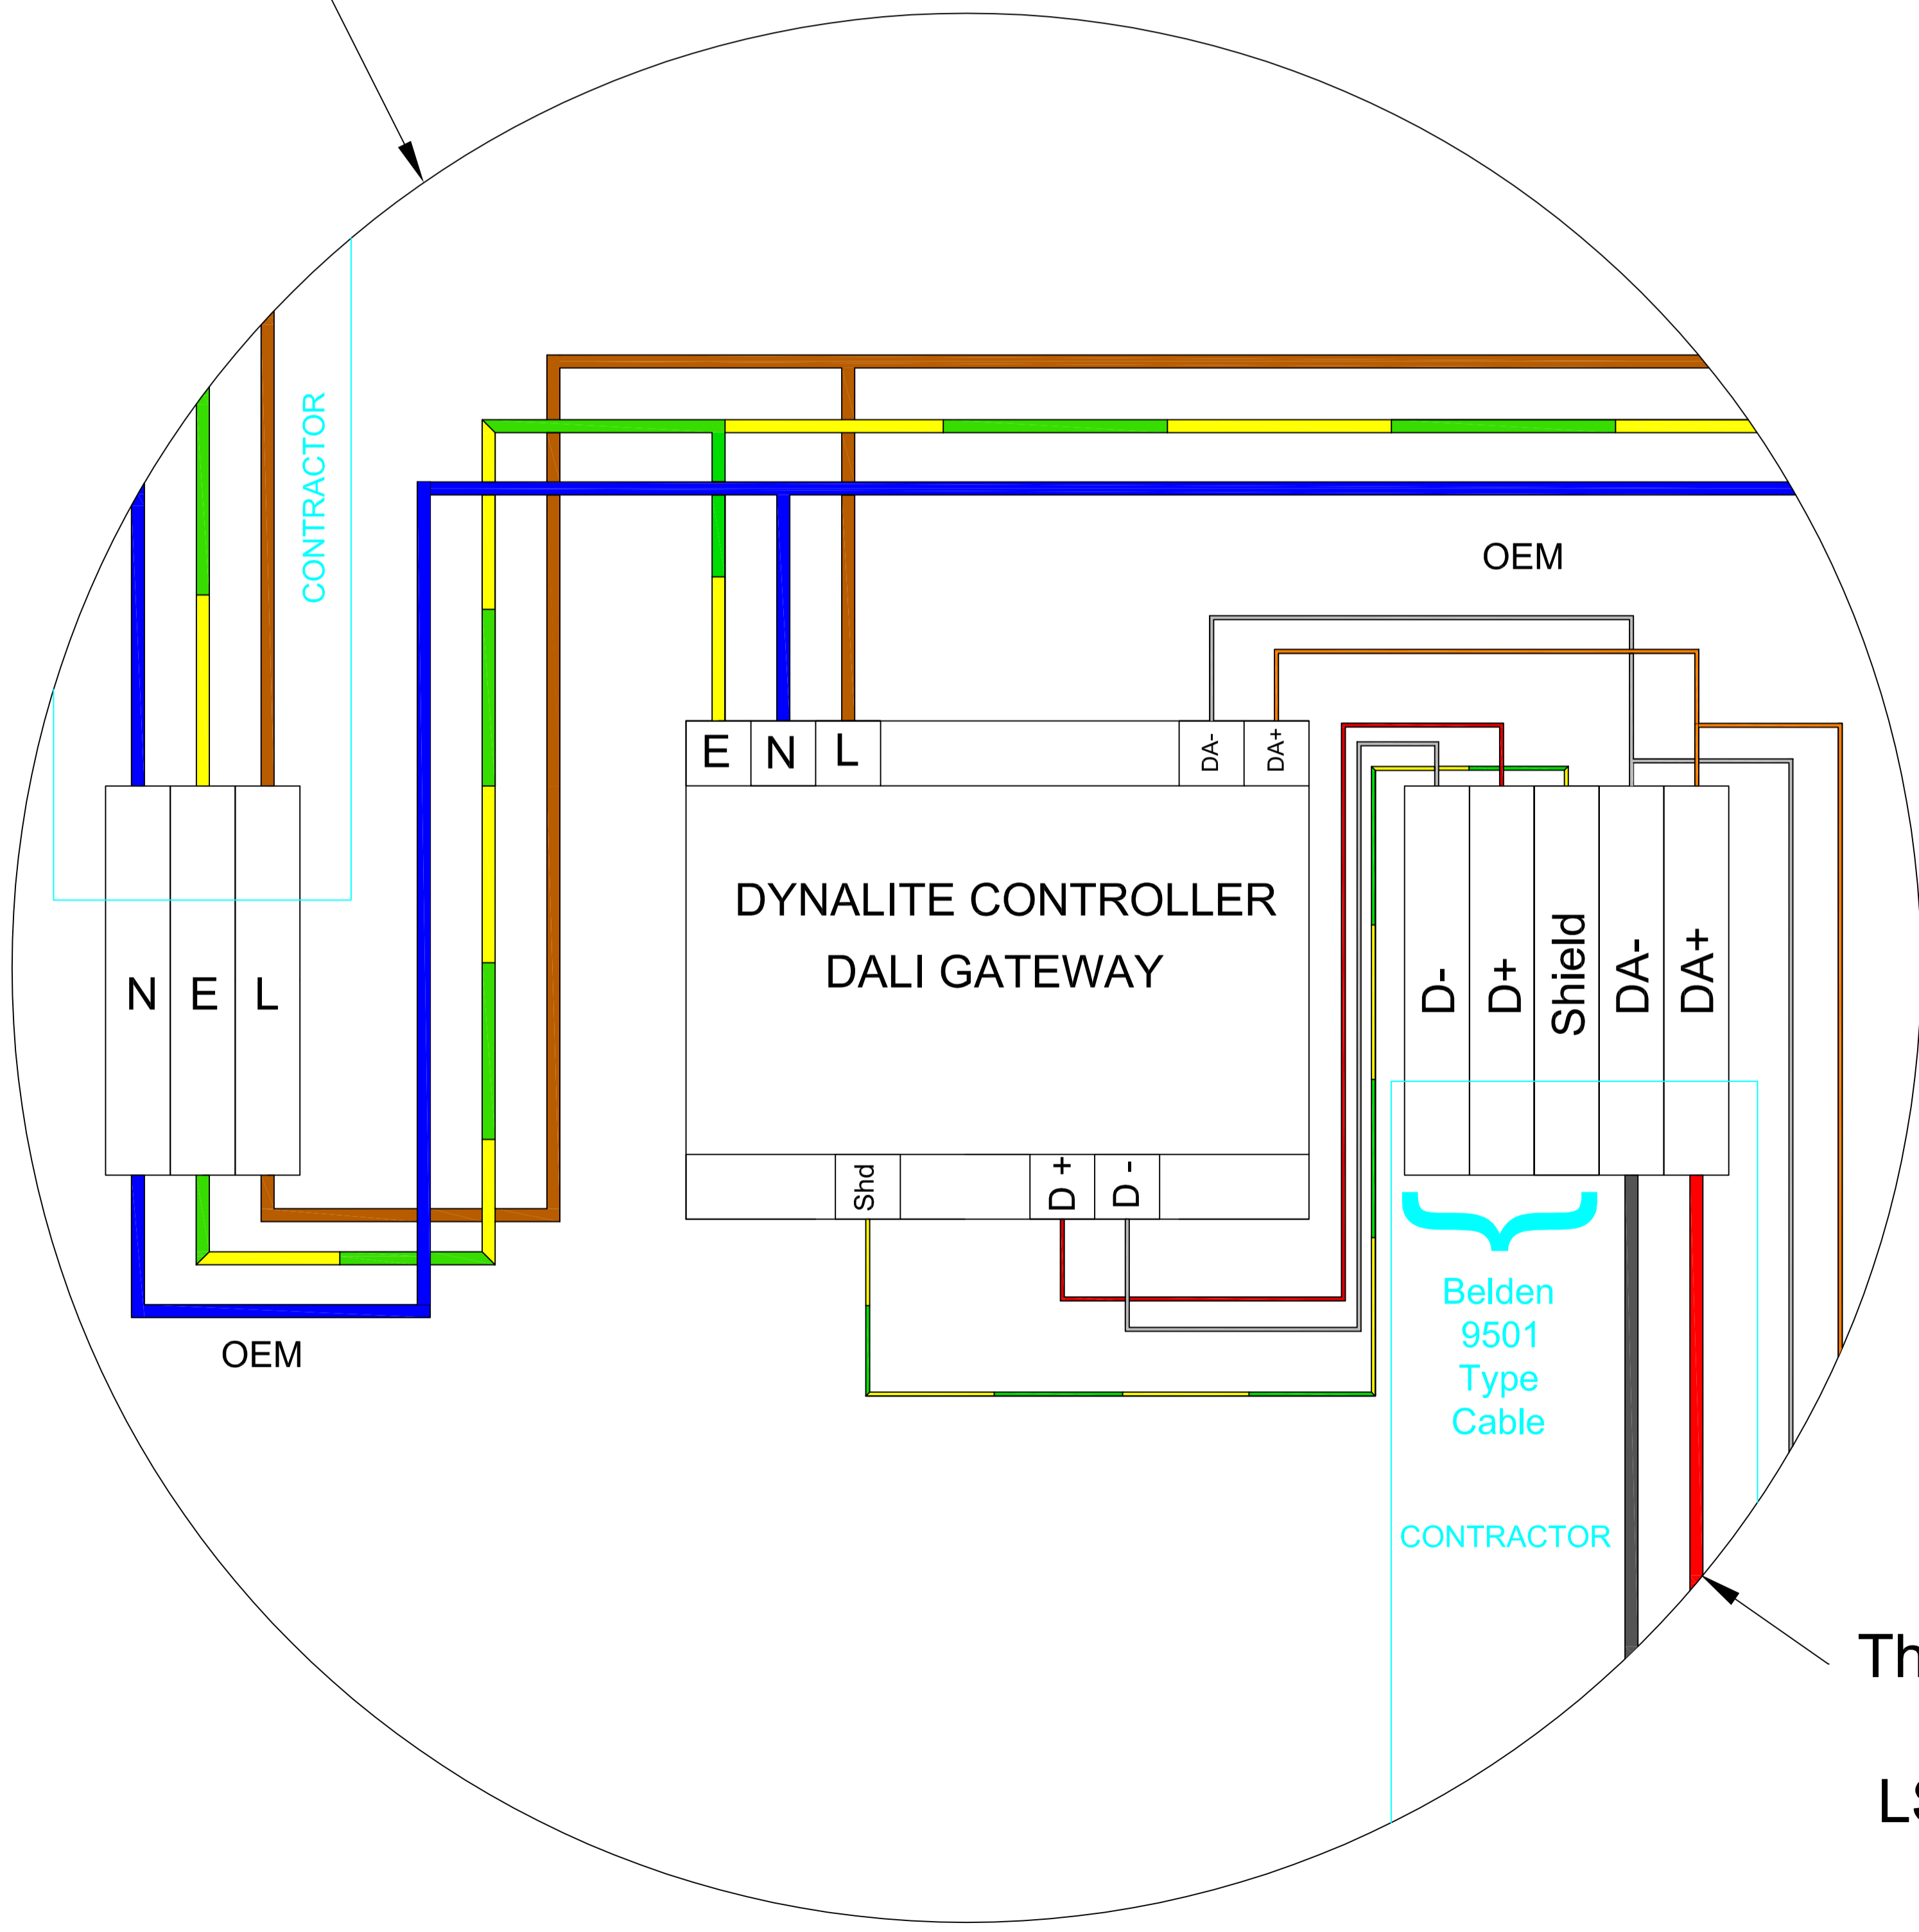 CONTRACTOR
OEM
E N L DA- DA+
DYNALITE CONTROLLER
DALI GATEWAY
N E L
D- D+ Shield DA- DA+
Shd D+ D-
Belden
9501
Type
Cable
OEM
CONTRACTOR